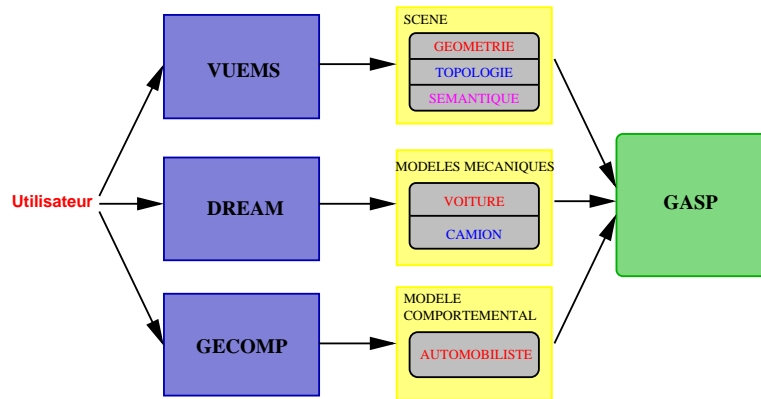 Utilisateur
VUEMS
SCENE
GEOMETRIE
TOPOLOGIE
SEMANTIQUE
DREAM
MODELES MECANIQUES
VOITURE
CAMION
GECOMP
MODELE
COMPORTEMENTAL
AUTOMOBILISTE
GASP